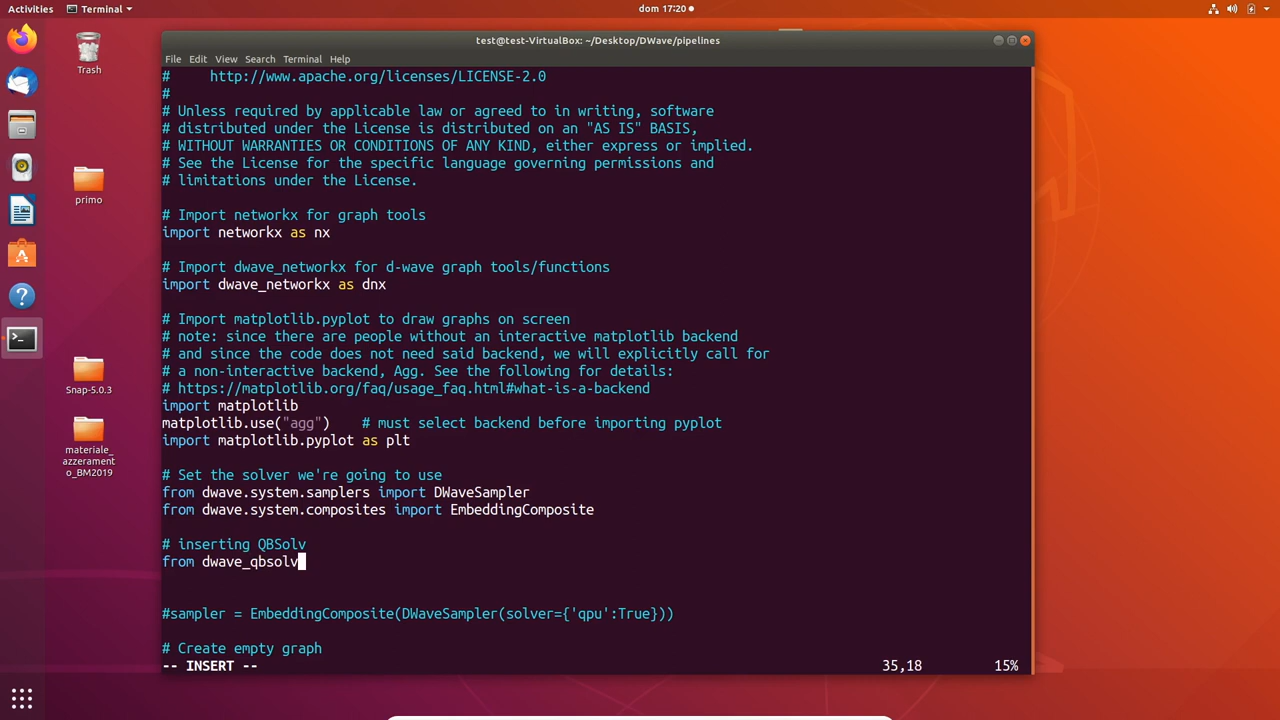 Activities
Terminal
dom 17:20
test@test-VirtualBox: ~/Desktop/DWave/pipelines
File Edit View Search Terminal Help
Trash
primo
Snap-5.0.3
materiale_
azzerament
o_BM2019
#     http://www.apache.org/licenses/LICENSE-2.0
#
# Unless required by applicable law or agreed to in writing, software
# distributed under the License is distributed on an "AS IS" BASIS,
# WITHOUT WARRANTIES OR CONDITIONS OF ANY KIND, either express or implied.
# See the License for the specific language governing permissions and
# limitations under the License.
# Import networkx for graph tools
import networkx as nx
# Import dwave_networkx for d-wave graph tools/functions
import dwave_networkx as dnx
# Import matplotlib.pyplot to draw graphs on screen
# note: since there are people without an interactive matplotlib backend
# and since the code does not need said backend, we will explicitly call for
# a non-interactive backend, Agg. See the following for details:
# https://matplotlib.org/faq/usage_faq.html#what-is-a-backend
import matplotlib
matplotlib.use("agg")    # must select backend before importing pyplot
import matplotlib.pyplot as plt
# Set the solver we're going to use
from dwave.system.samplers import DWaveSampler
from dwave.system.composites import EmbeddingComposite
# inserting QBSolv
from dwave_qbsolv
#sampler = EmbeddingComposite(DWaveSampler(solver={'qpu':True}))
# Create empty graph
-- INSERT --
35,18
15%